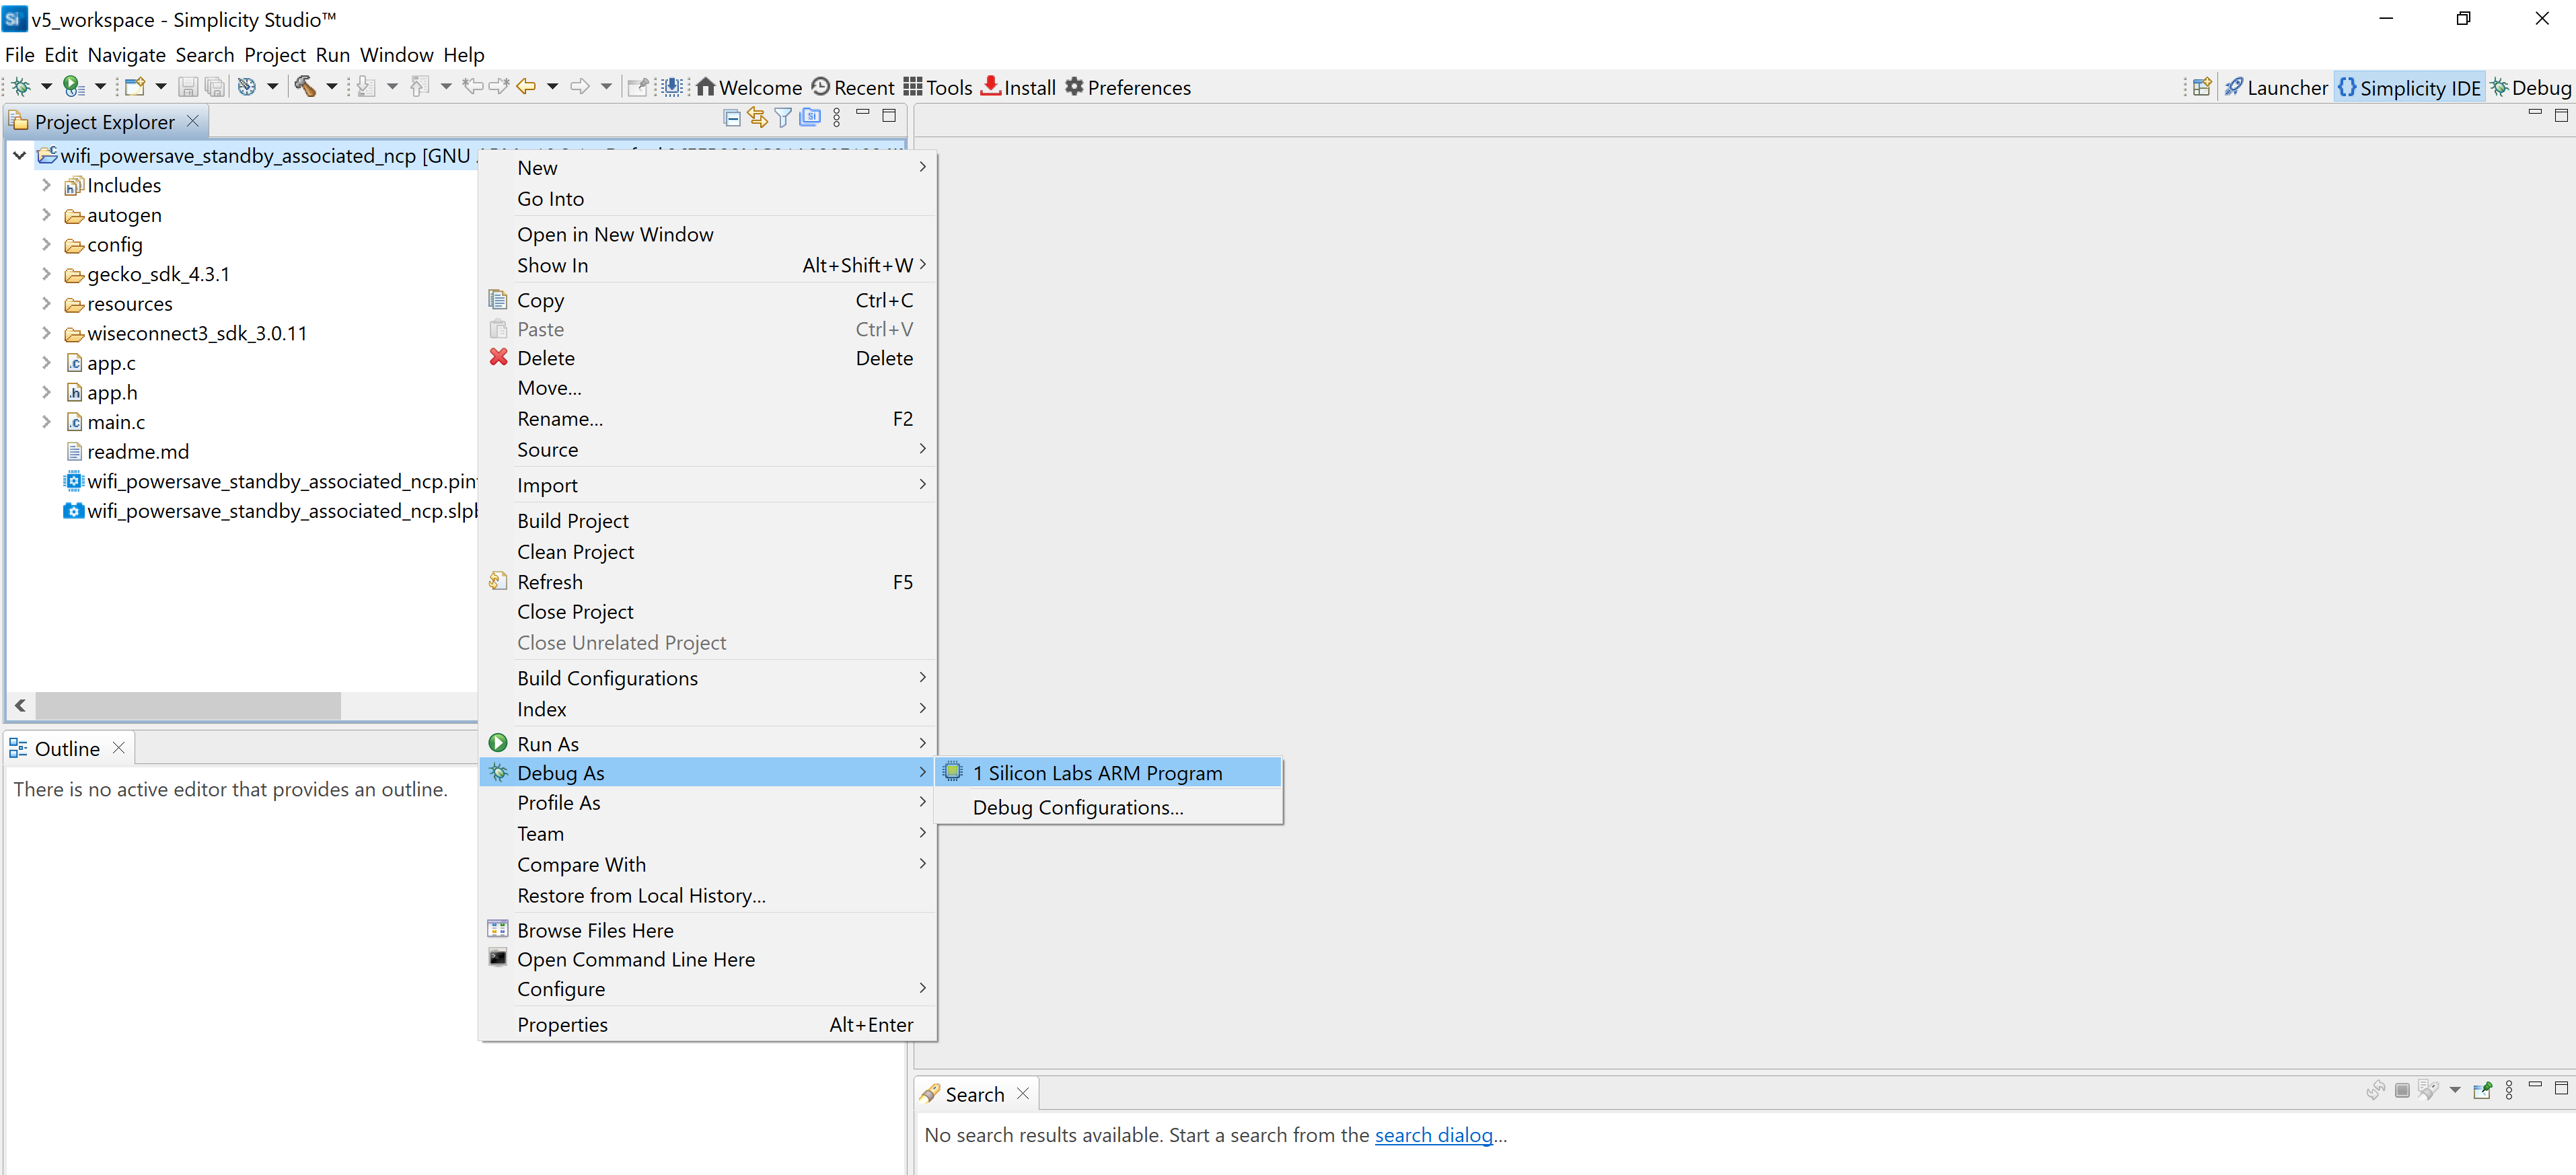 v5_workspace - Simplicity Studio™
File Edit Navigate Search Project Run Window Help
Welcome Recent Tools Install Preferences
Launcher {} Simplicity IDE Debug
Project Explorer
wifi_powersave_standby_associated_ncp [GNU
Includes
autogen
config
gecko_sdk_4.3.1
resources
wiseconnect3_sdk_3.0.11
app.c
app.h
main.c
readme.md
wifi_powersave_standby_associated_ncp.pin
wifi_powersave_standby_associated_ncp.slp
New
Go Into
Open in New Window
Show In Alt+Shift+W
Copy Ctrl+C
Paste Ctrl+V
Delete Delete
Move...
Rename... F2
Source
Import
Build Project
Clean Project
Refresh F5
Close Project
Close Unrelated Project
Build Configurations
Index
Run As
Debug As
Profile As
Team
Compare With
Restore from Local History...
Browse Files Here
Open Command Line Here
Configure
Properties Alt+Enter
1 Silicon Labs ARM Program
Debug Configurations...
Outline
There is no active editor that provides an outline.
Search
No search results available. Start a search from the search dialog...